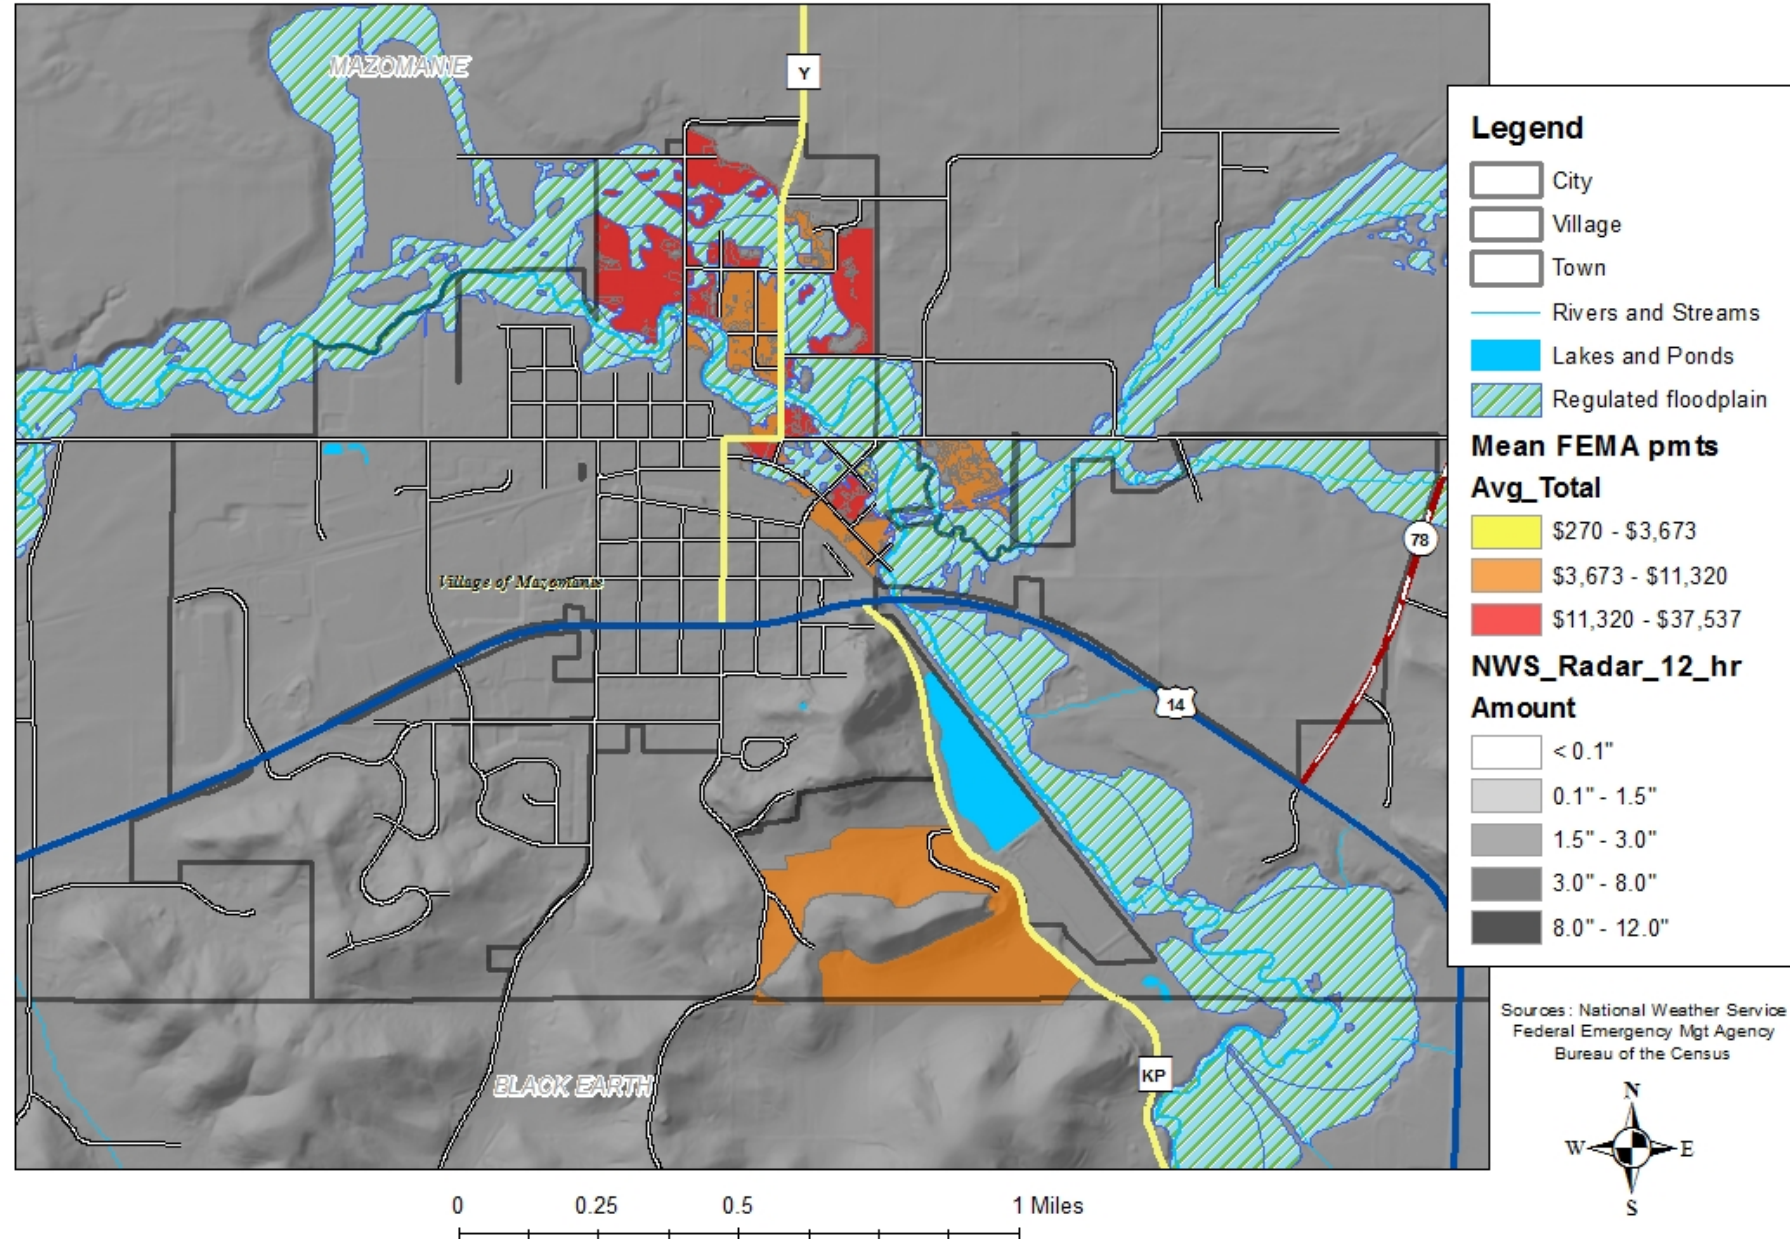 MAZOMANIE
Y
Village of Mazomanie
78
14
BLACK EARTH
KP
Legend
City
Village
Town
Rivers and Streams
Lakes and Ponds
Regulated floodplain
Mean FEMA pmts
Avg_Total
$270 - $3,673
$3,673 - $11,320
$11,320 - $37,537
NWS_Radar_12_hr
Amount
< 0.1"
0.1" - 1.5"
1.5" - 3.0"
3.0" - 8.0"
8.0" - 12.0"
Sources: National Weather Service
Federal Emergency Mgt Agency
Bureau of the Census
N
W E
S
0 0.25 0.5 1 Miles